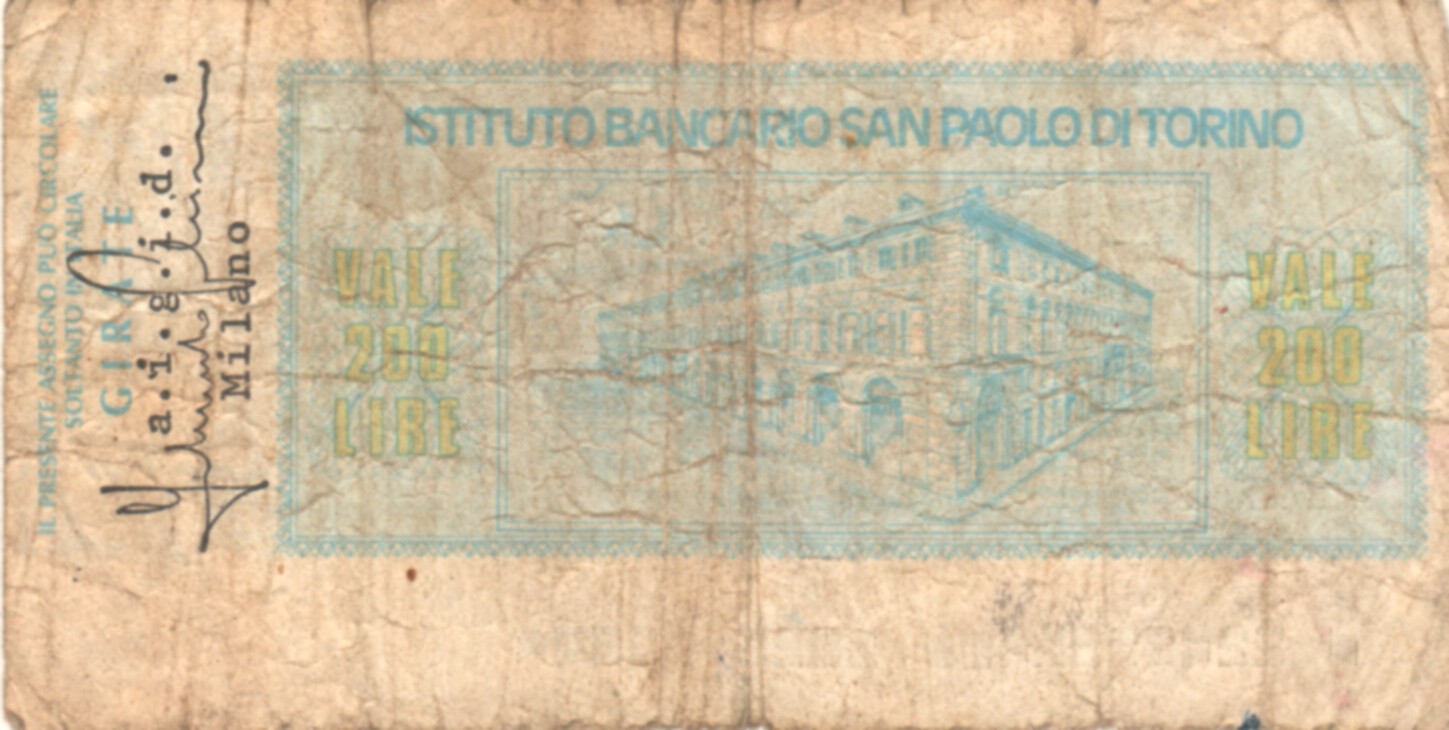 IL PRESENTE ASSEGNO PUÒ CIRCOLARE
SOLTANTO IN ITALIA
GIRATE
a.i.g.i.d.
Milano
ISTITUTO BANCARIO SAN PAOLO DI TORINO
VALE
200
LIRE
VALE
200
LIRE